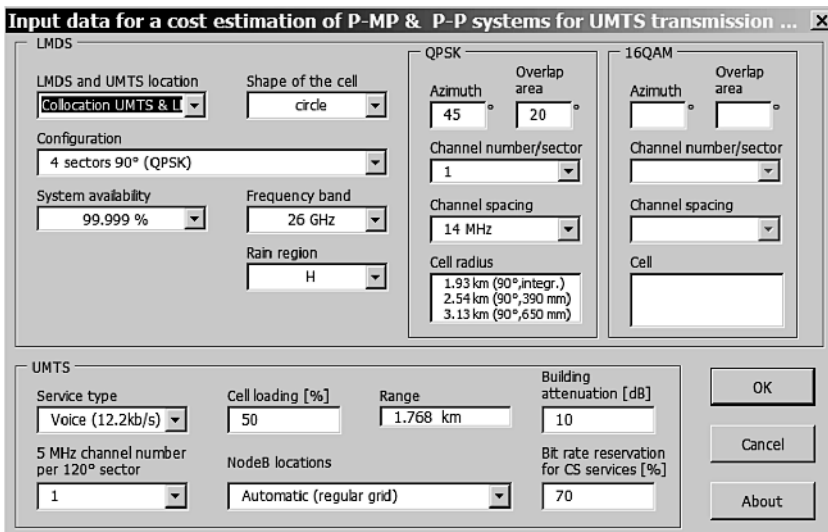 Input data for a cost estimation of P-MP & P-P systems for UMTS transmission ...
LMDS
LMDS and UMTS location
Collocation UMTS & L
Shape of the cell
circle
Configuration
4 sectors 90° (QPSK)
System availability
99.999 %
Frequency band
26 GHz
Rain region
H
QPSK
Azimuth
45 °
Overlap area
20 °
Channel number/sector
1
Channel spacing
14 MHz
Cell radius
1.93 km (90°,integr.)
2.54 km (90°,390 mm)
3.13 km (90°,650 mm)
16QAM
Azimuth
°
Overlap area
°
Channel number/sector
Channel spacing
Cell
UMTS
Service type
Voice (12.2kb/s)
Cell loading [%]
50
Range
1.768 km
Building attenuation [dB]
10
5 MHz channel number per 120° sector
1
NodeB locations
Automatic (regular grid)
Bit rate reservation for CS services [%]
70
OK
Cancel
About